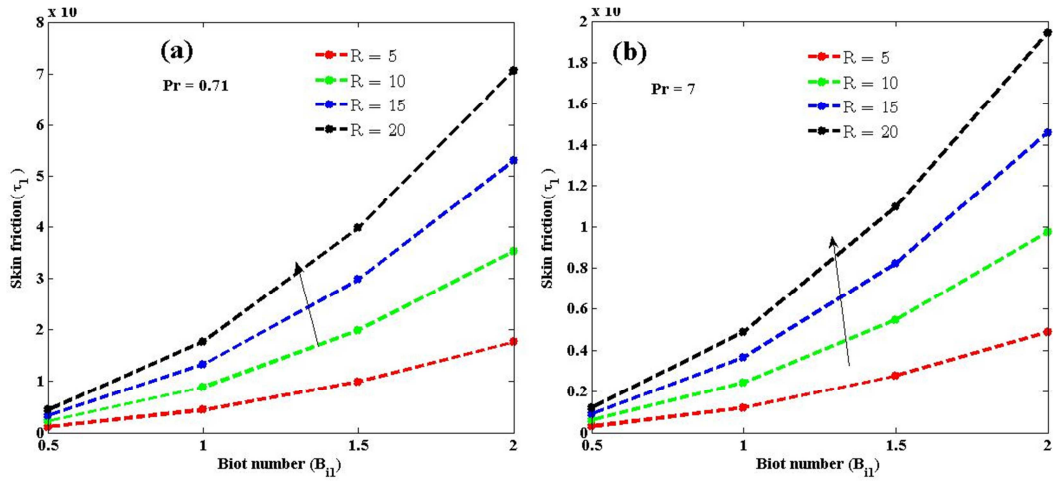 x 10
(a)
Pr = 0.71
R = 5
R = 10
R = 15
R = 20
8
7
6
5
4
3
2
1
0
Skin friction(τ1)
0.5 1 1.5 2
Biot number (Bi1)
x 10
(b)
Pr = 7
R = 5
R = 10
R = 15
R = 20
2
1.8
1.6
1.4
1.2
1
0.8
0.6
0.4
0.2
0
Skin friction(τ1)
0.5 1 1.5 2
Biot number (Bi1)